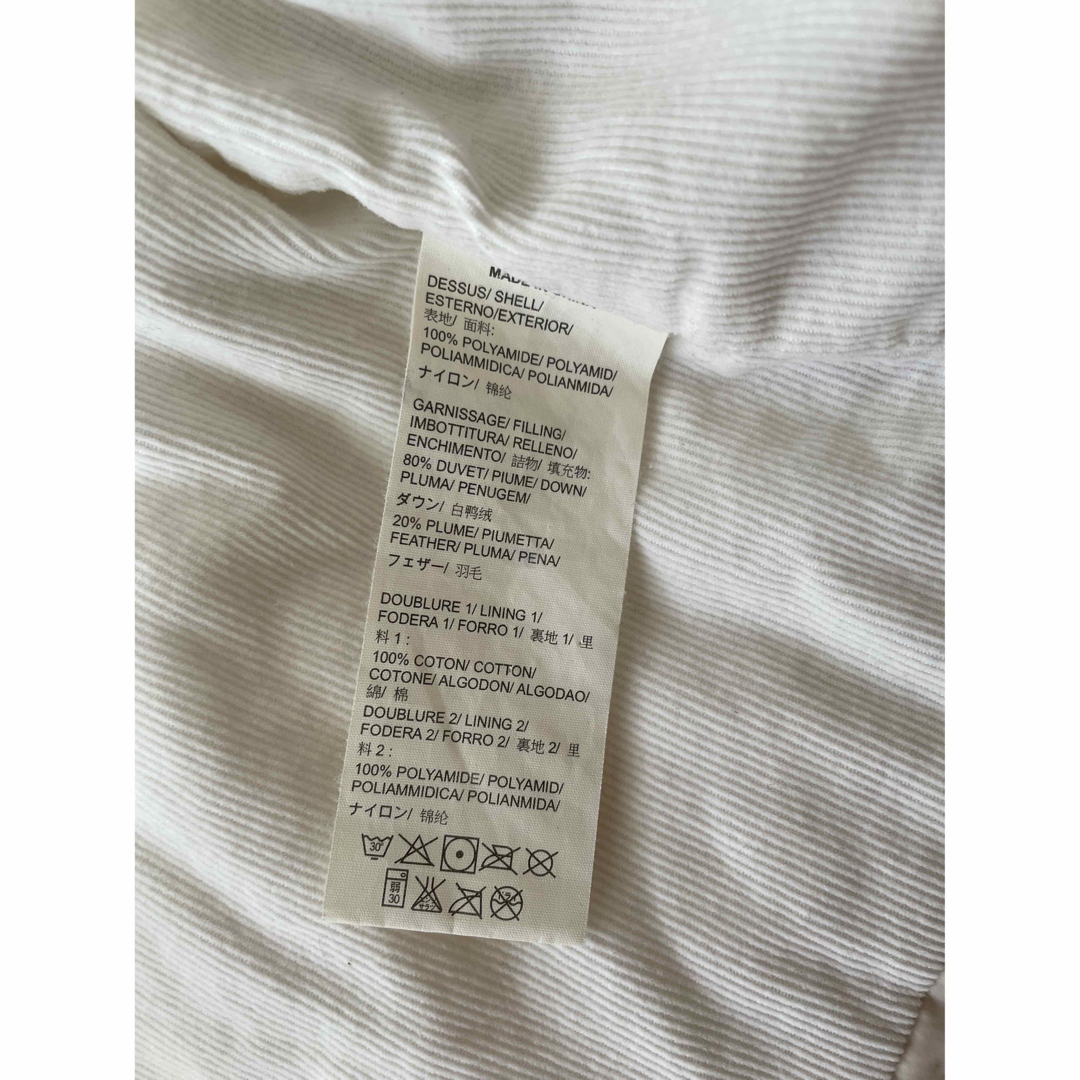 MADE IN
DESSUS/ SHELL/
ESTERNO/EXTERIOR/
表地/ 面料:
100% POLYAMIDE/ POLYAMID/
POLIAMMIDICA/ POLIANMIDA/
ナイロン/ 锦纶
GARNISSAGE/ FILLING/
IMBOTTITURA/ RELLENO/
ENCHIMENTO/ 詰物/ 填充物:
80% DUVET/ PIUME/ DOWN/
PLUMA/ PENUGEM/
ダウン/ 白鸭绒
20% PLUME/ PIUMETTA/
FEATHER/ PLUMA/ PENA/
フェザー/ 羽毛
DOUBLURE 1/ LINING 1/
FODERA 1/ FORRO 1/ 裏地 1/ 里
料 1 :
100% COTON/ COTTON/
COTONE/ ALGODON/ ALGODAO/
綿/ 棉
DOUBLURE 2/ LINING 2/
FODERA 2/ FORRO 2/ 裏地 2/ 里
料 2 :
100% POLYAMIDE/ POLYAMID/
POLIAMMIDICA/ POLIANMIDA/
ナイロン/ 锦纶
30°
弱
30